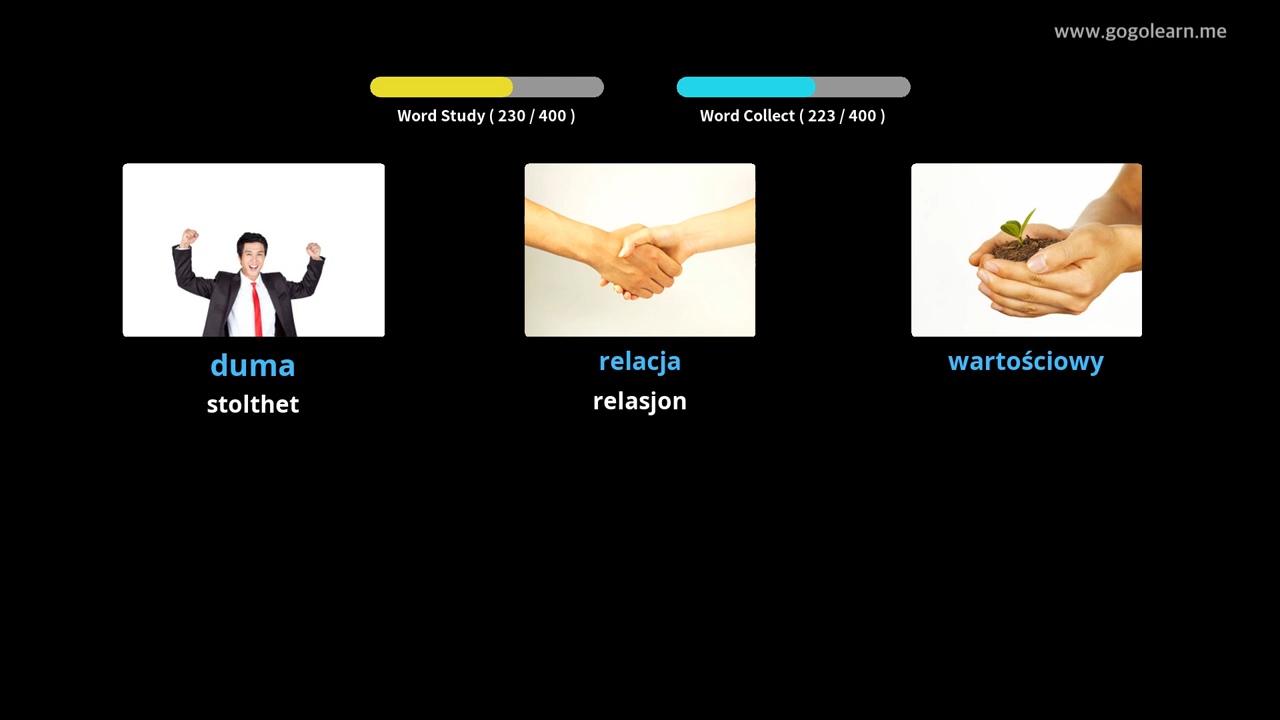 www.gogolearn.me
Word Study ( 230 / 400 )
Word Collect ( 223 / 400 )
duma
relacja
wartościowy
stolthet
relasjon